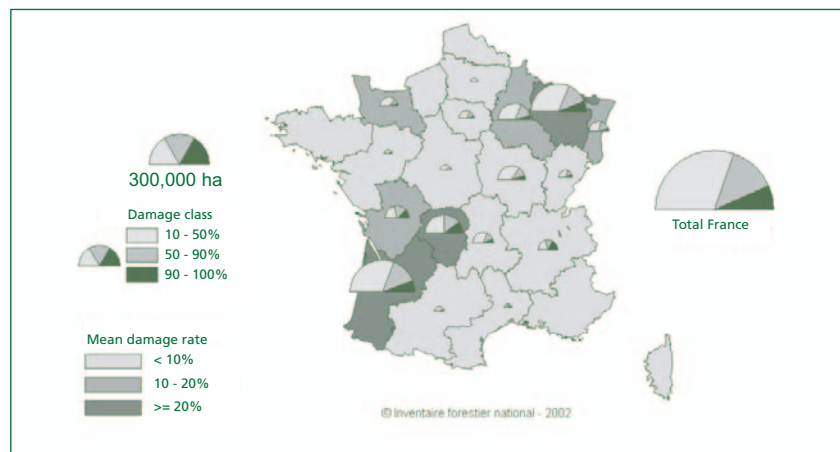 300,000 ha
Damage class
10 - 50%
50 - 90%
90 - 100%
Total France
Mean damage rate
< 10%
10 - 20%
>= 20%
© Inventaire forestier national - 2002